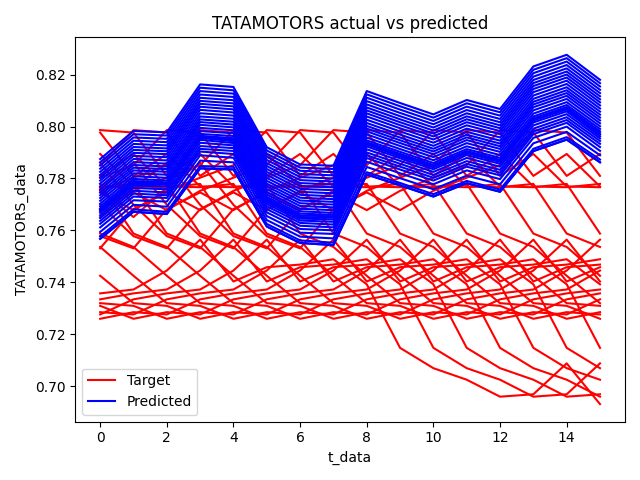 TATAMOTORS actual vs predicted
TATAMOTORS_data
0.82
0.80
0.78
0.76
0.74
0.72
0.70
Target
Predicted
0 2 4 6 8 10 12 14
t_data